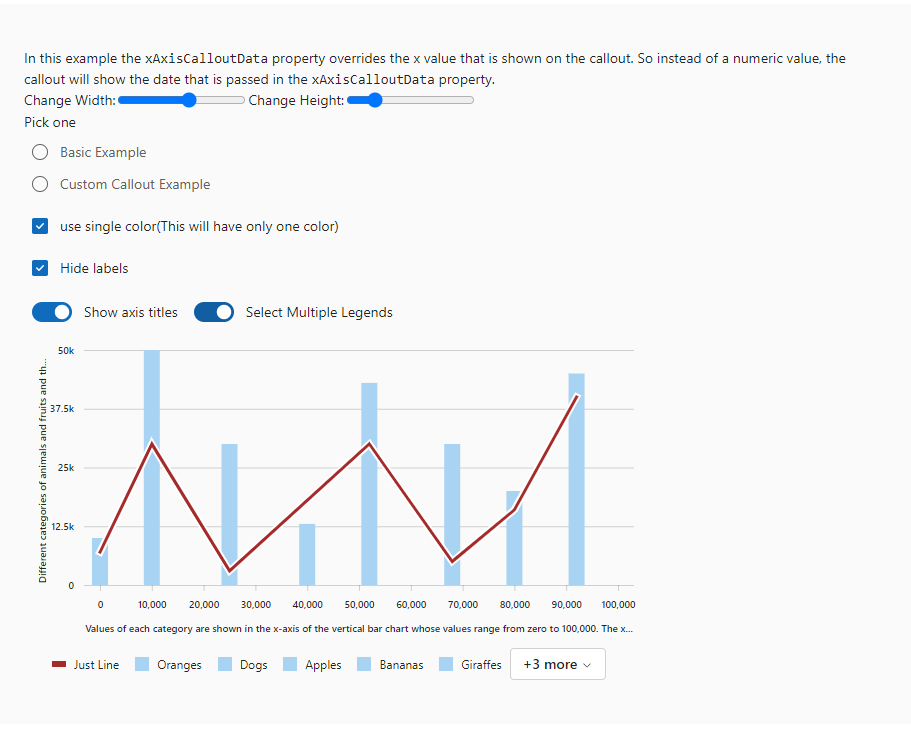 In this example the xAxisCalloutData property overrides the x value that is shown on the callout. So instead of a numeric value, the
callout will show the date that is passed in the xAxisCalloutData property.
Change Width: Change Height:
Pick one
Basic Example
Custom Callout Example
use single color(This will have only one color)
Hide labels
Show axis titles Select Multiple Legends
Different categories of animals and fruits and th...
50k
37.5k
25k
12.5k
0
0 10,000 20,000 30,000 40,000 50,000 60,000 70,000 80,000 90,000 100,000
Values of each category are shown in the x-axis of the vertical bar chart whose values range from zero to 100,000. The x...
Just Line Oranges Dogs Apples Bananas Giraffes +3 more